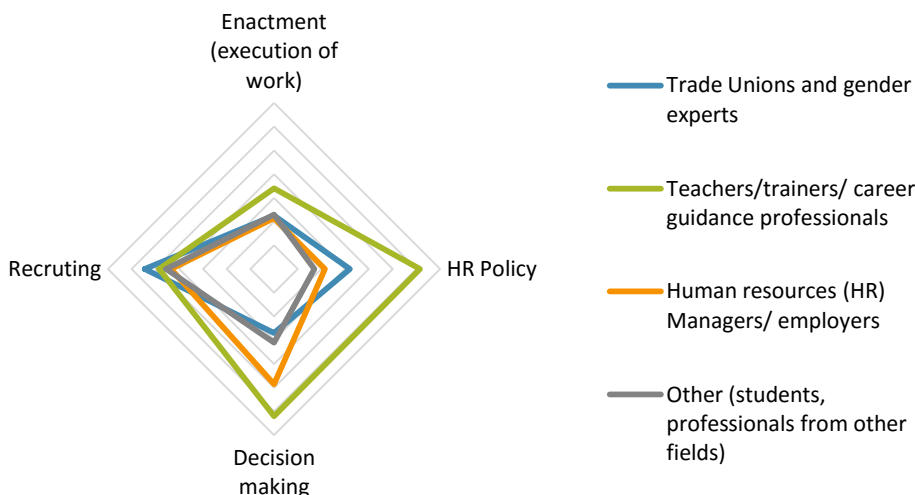 Enactment
(execution of
work)
Recruting
HR Policy
Decision
making
Trade Unions and gender
experts
Teachers/trainers/ career
guidance professionals
Human resources (HR)
Managers/ employers
Other (students,
professionals from other
fields)